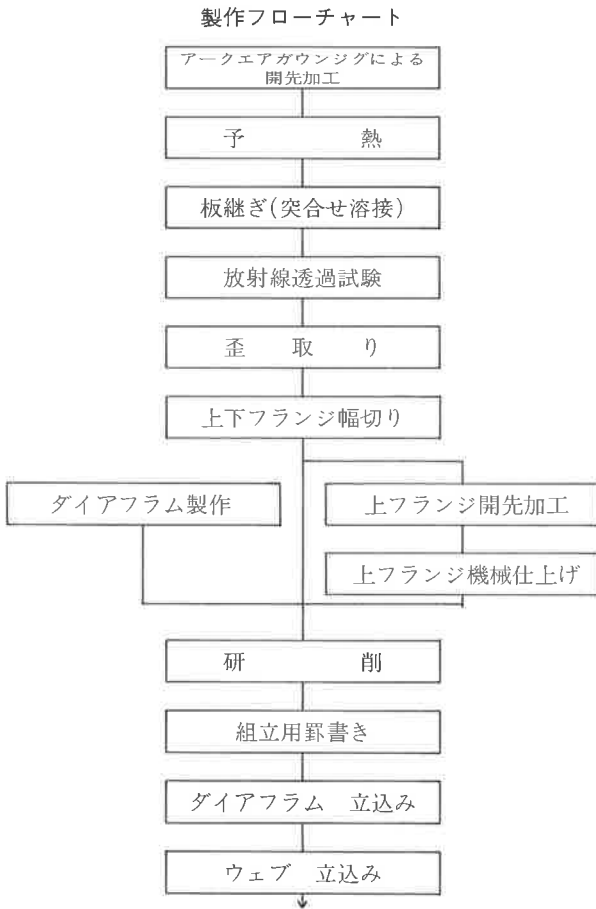 製作フローチャート
アークエアガウンジグによる
開先加工
予熱
板継ぎ(突合せ溶接)
放射線透過試験
歪取り
上下フランジ幅切り
ダイアフラム製作
上フランジ開先加工
上フランジ機械仕上げ
研削
組立用罫書き
ダイアフラム 立込み
ウェブ 立込み